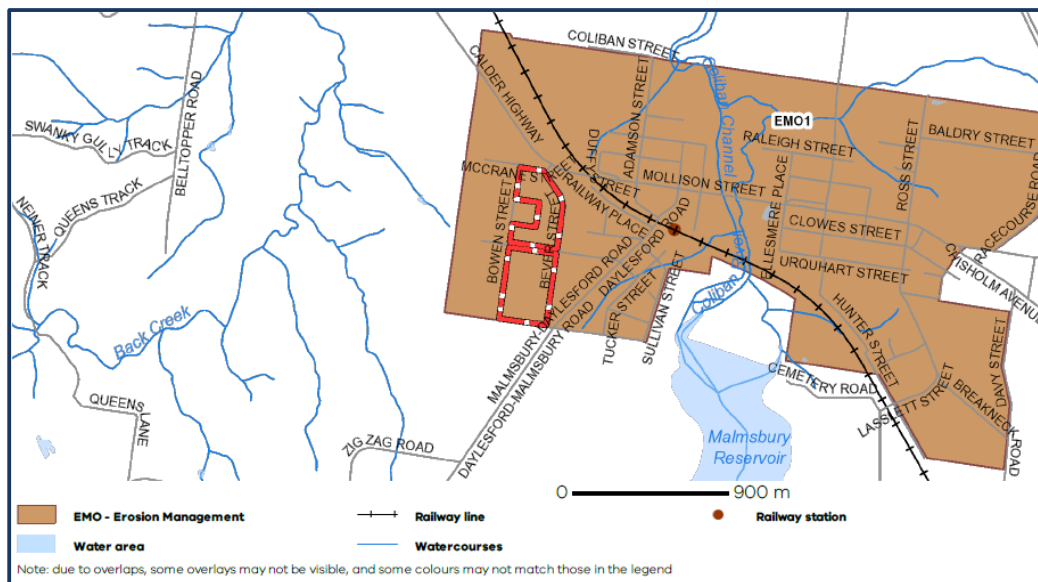 COLIBAN STREET
CALDER HIGHWAY
BELLTOPPER ROAD
ADAMSON STREET
Coliban Channel
EMO1
BALDRY STREET
SWANKY GULLY TRACK
DUFFY STREET
RALEIGH STREET
ROSS STREET
MCCRANE STREET
MOLLISON STREET
QUEENS TRACK
RAILWAY PLACE
ELLESMERE PLACE
CLOWES STREET
RACECOURSE ROAD
NEINER TRACK
BOWEN STREET
BEVER STREET
URQUHART STREET
CHISHOLM AVENUE
MALMSBURY-DAYLESFORD ROAD
DAYLESFORD ROAD
DAYLESFORD-MALMSBURY ROAD
TUCKER STREET
SULLIVAN STREET
Coliban River
HUNTER STREET
Back Creek
CEMETERY ROAD
DAVY STREET
LASSLETT STREET
BREAKNECK ROAD
QUEENS LANE
ZIG ZAG ROAD
Malmsbury
Reservoir
0 900 m
EMO - Erosion Management
Railway line
Railway station
Water area
Watercourses
Note: due to overlaps, some overlays may not be visible, and some colours may not match those in the legend